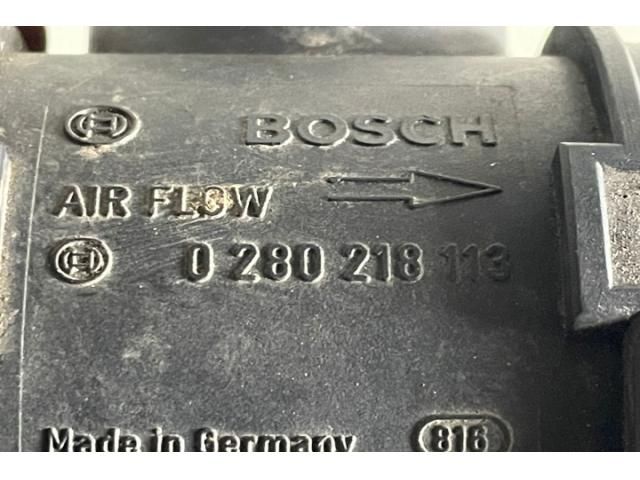 BOSCH
AIR FLOW
0 280 218 113
Made in Germany 816